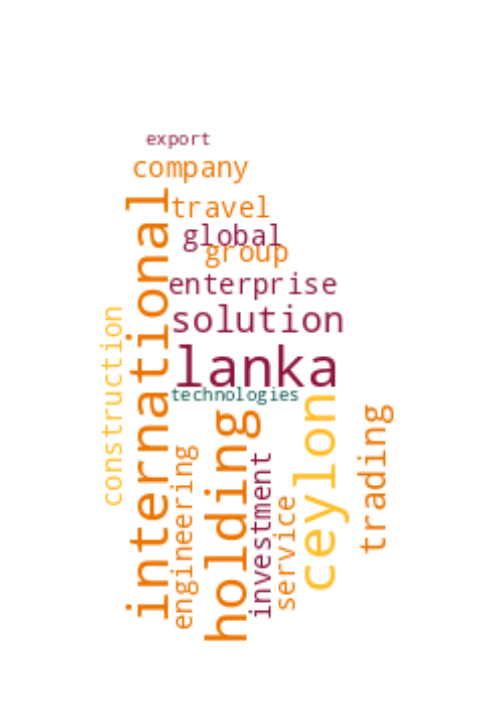 export
company
travel
global
group
enterprise
solution
lanka
technologies
international
construction
holding
engineering
investment
service
ceylon
trading